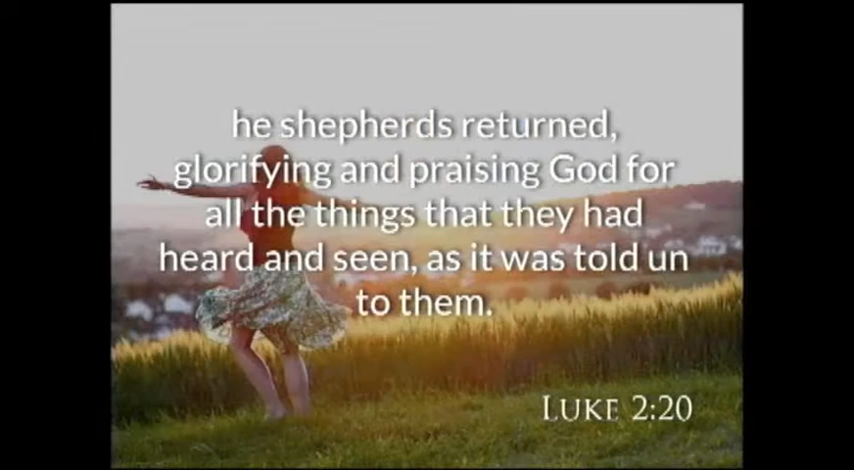 he shepherds returned,
glorifying and praising God for
all the things that they had
heard and seen, as it was told un
to them.
LUKE 2:20